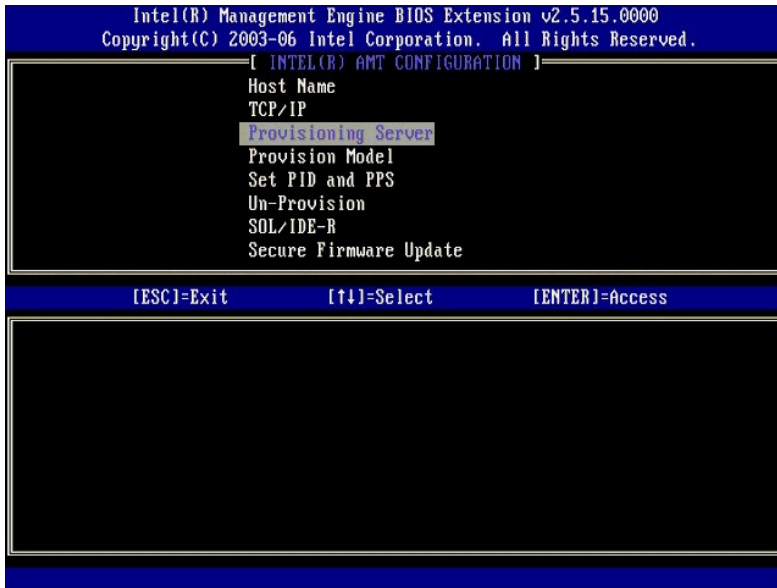 Intel(R) Management Engine BIOS Extension v2.5.15.0000
Copyright(C) 2003-06 Intel Corporation. All Rights Reserved.
[ INTEL(R) AMT CONFIGURATION ]
Host Name
TCP/IP
Provisioning Server
Provision Model
Set PID and PPS
Un-Provision
SOL/IDE-R
Secure Firmware Update
[ESC]=Exit [↑↓]=Select [ENTER]=Access